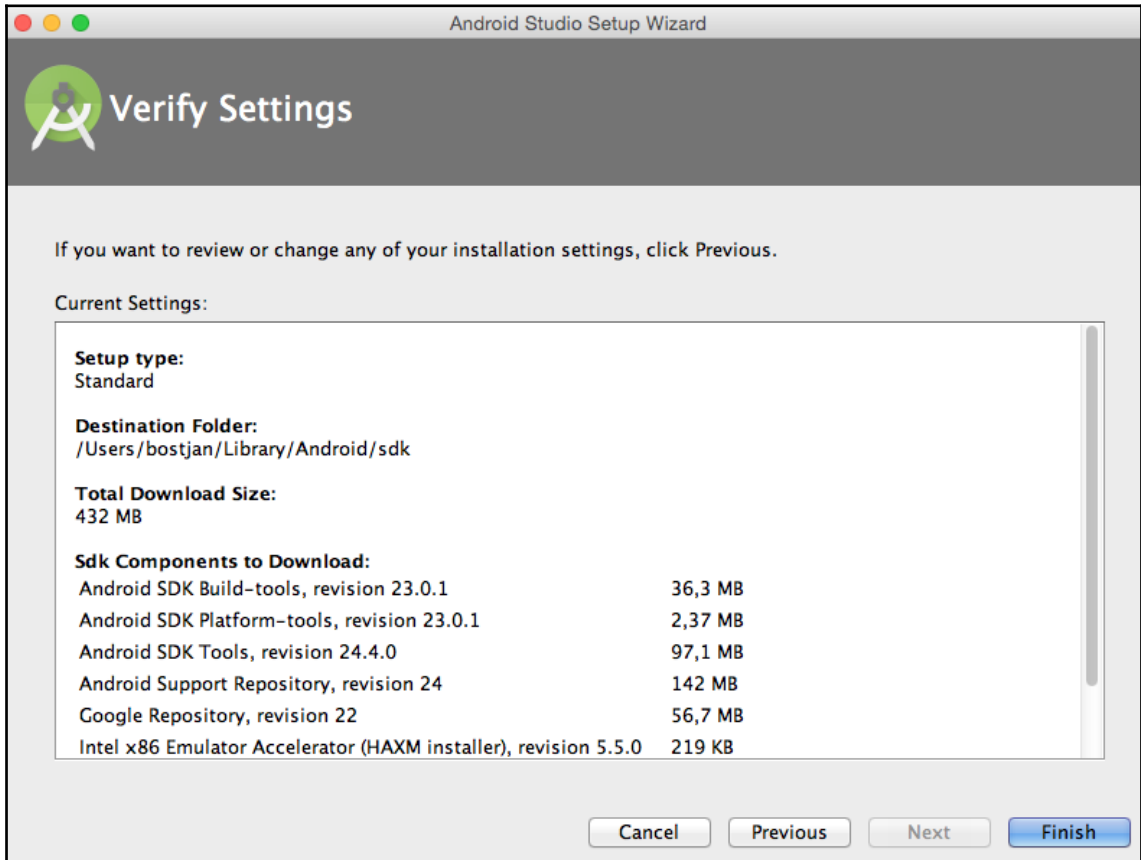 Android Studio Setup Wizard
Verify Settings
If you want to review or change any of your installation settings, click Previous.
Current Settings:
Setup type:
Standard
Destination Folder:
/Users/bostjan/Library/Android/sdk
Total Download Size:
432 MB
Sdk Components to Download:
Android SDK Build-tools, revision 23.0.1 36,3 MB
Android SDK Platform-tools, revision 23.0.1 2,37 MB
Android SDK Tools, revision 24.4.0 97,1 MB
Android Support Repository, revision 24 142 MB
Google Repository, revision 22 56,7 MB
Intel x86 Emulator Accelerator (HAXM installer), revision 5.5.0 219 KB
Cancel Previous Next Finish